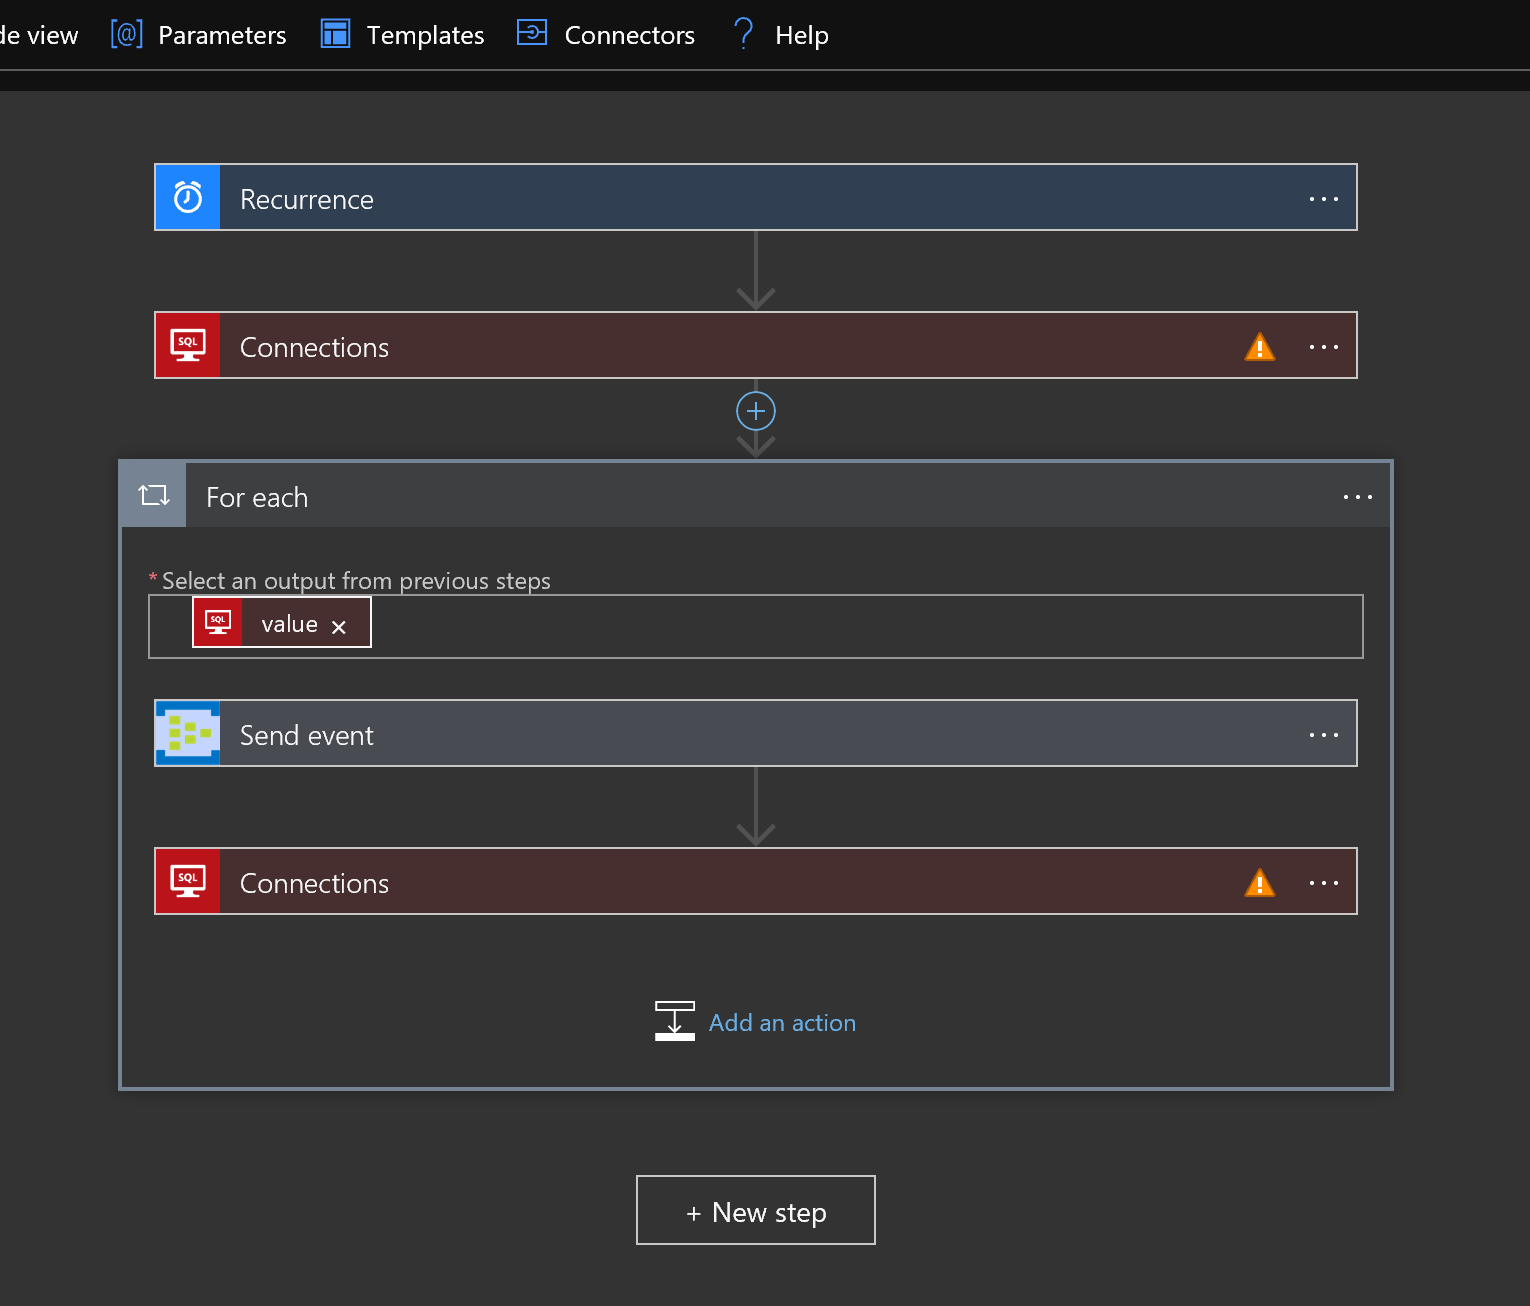 de view Parameters Templates Connectors Help
Recurrence
SQL Connections
For each
* Select an output from previous steps
SQL value
Send event
SQL Connections
Add an action
+ New step